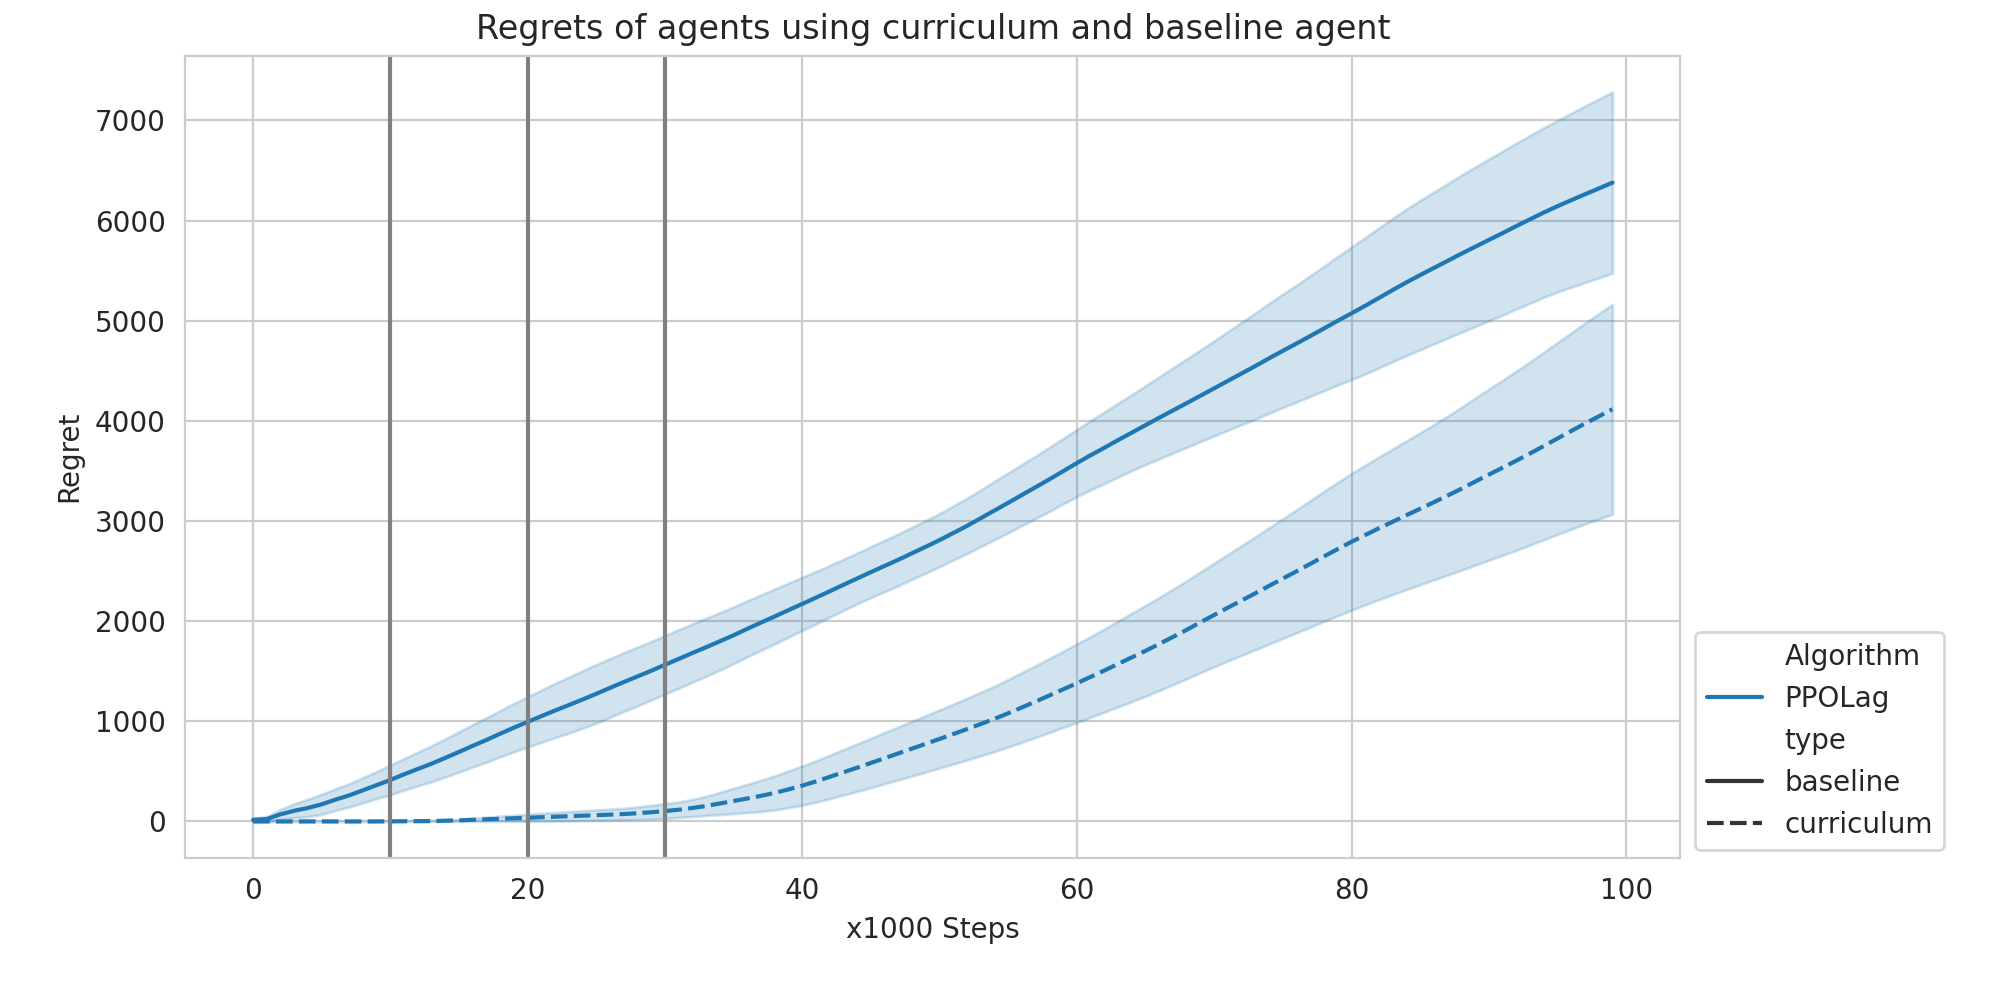 Regrets of agents using curriculum and baseline agent
7000
6000
5000
4000
3000
2000
1000
0
Regret
0 20 40 60 80 100
x1000 Steps
Algorithm
PPOLag
type
baseline
curriculum